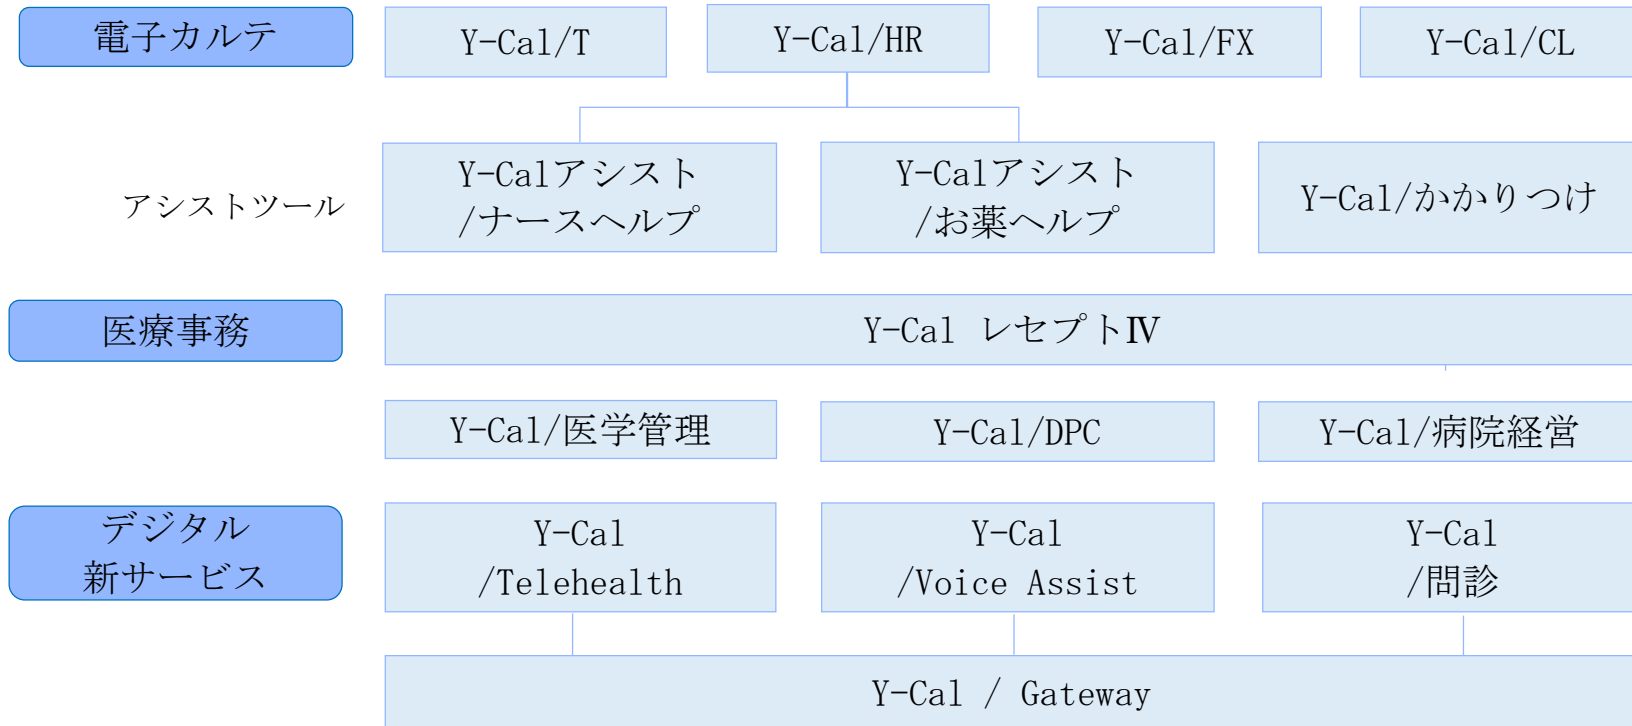 電子カルテ
Y-Cal/T
Y-Cal/HR
Y-Cal/FX
Y-Cal/CL
アシストツール
Y-Calアシスト
/ナースヘルプ
Y-Calアシスト
/お薬ヘルプ
Y-Cal/かかりつけ
医療事務
Y-Cal レセプトⅣ
Y-Cal/医学管理
Y-Cal/DPC
Y-Cal/病院経営
デジタル
新サービス
Y-Cal
/Telehealth
Y-Cal
/Voice Assist
Y-Cal
/問診
Y-Cal / Gateway